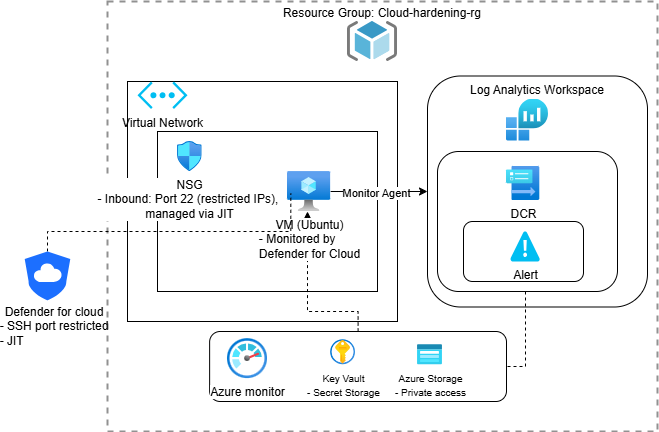 Resource Group: Cloud-hardening-rg
Virtual Network
Log Analytics Workspace
NSG
- Inbound: Port 22 (restricted IPs),
managed via JIT
Monitor Agent
VM (Ubuntu)
- Monitored by
Defender for Cloud
DCR
Alert
Defender for cloud
- SSH port restricted
- JIT
Azure monitor
Key Vault
- Secret Storage
Azure Storage
- Private access